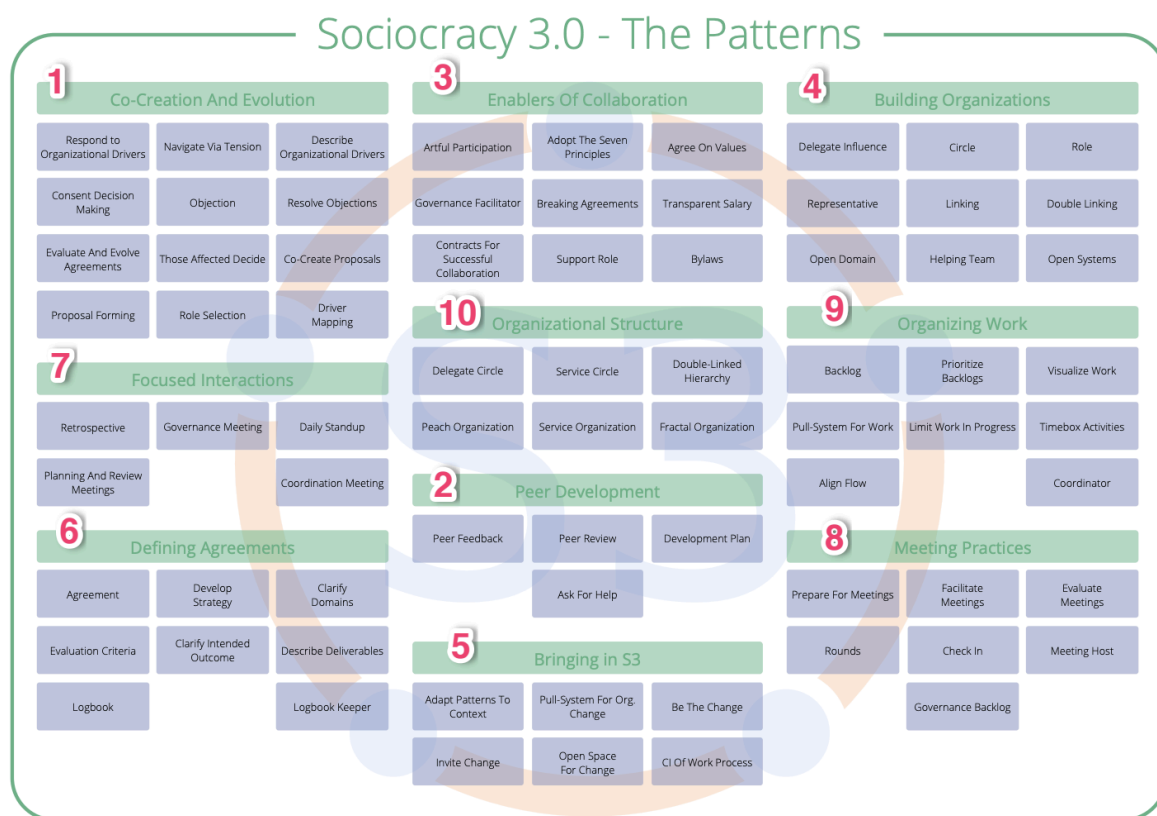 Sociocracy 3.0 - The Patterns
1
Co-Creation And Evolution
Respond to
Organizational Drivers
Navigate Via Tension
Describe
Organizational Drivers
Consent Decision
Making
Objection
Resolve Objections
Evaluate And Evolve
Agreements
Those Affected Decide
Co-Create Proposals
Proposal Forming
Role Selection
Driver
Mapping
7
Focused Interactions
Retrospective
Governance Meeting
Daily Standup
Planning And Review
Meetings
Coordination Meeting
6
Defining Agreements
Agreement
Develop
Strategy
Clarify
Domains
Evaluation Criteria
Clarify Intended
Outcome
Describe Deliverables
Logbook
Logbook Keeper
3
Enablers Of Collaboration
Artful Participation
Adopt The Seven
Principles
Agree On Values
Governance Facilitator
Breaking Agreements
Transparent Salary
Contracts For
Successful
Collaboration
Support Role
Bylaws
10
Organizational Structure
Delegate Circle
Service Circle
Double-Linked
Hierarchy
Peach Organization
Service Organization
Fractal Organization
2
Peer Development
Peer Feedback
Peer Review
Development Plan
Ask For Help
5
Bringing in S3
Adapt Patterns To
Context
Pull-System For Org.
Change
Be The Change
Invite Change
Open Space
For Change
CI Of Work Process
4
Building Organizations
Delegate Influence
Circle
Role
Representative
Linking
Double Linking
Open Domain
Helping Team
Open Systems
9
Organizing Work
Backlog
Prioritize
Backlogs
Visualize Work
Pull-System For Work
Limit Work In Progress
Timebox Activities
Align Flow
Coordinator
8
Meeting Practices
Prepare For Meetings
Facilitate
Meetings
Evaluate
Meetings
Rounds
Check In
Meeting Host
Governance Backlog
S3